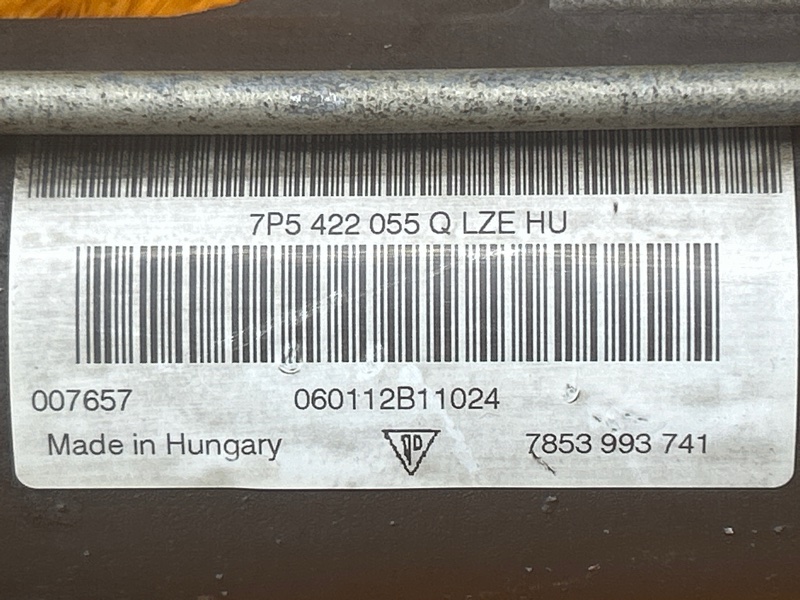 7P5 422 055 Q LZE HU
007657 060112B11024
Made in Hungary 7853 993 741